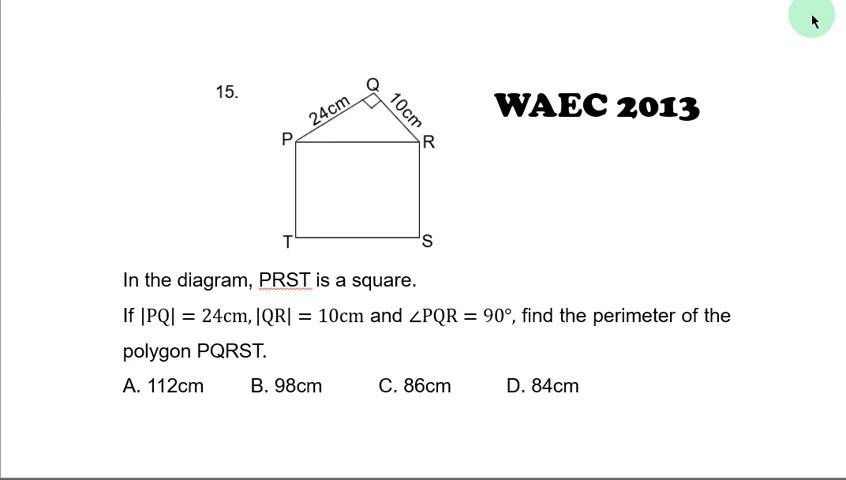 15.
Q
24cm
10cm
WAEC 2013
P
R
T
S
In the diagram, PRST is a square.
If |PQ| = 24cm, |QR| = 10cm and ∠PQR = 90°, find the perimeter of the
polygon PQRST.
A. 112cm B. 98cm C. 86cm D. 84cm